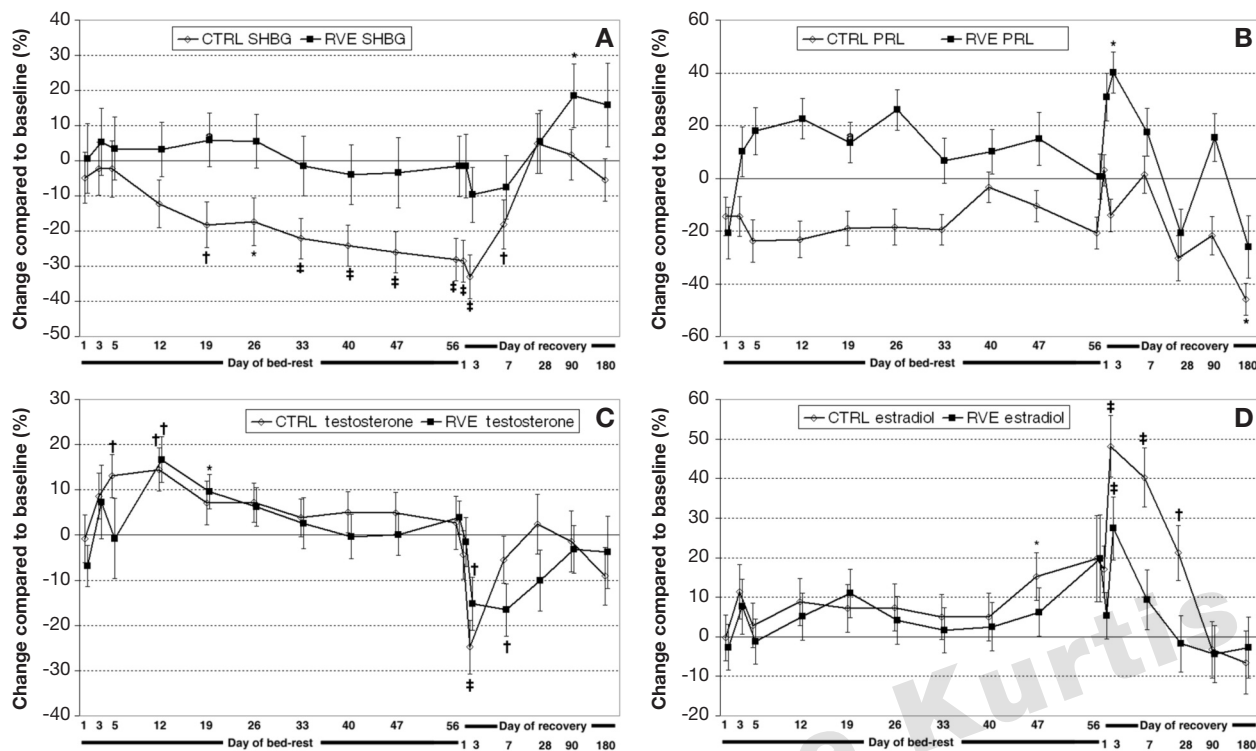 A
CTRL SHBG RVE SHBG
Change compared to baseline (%)
40
30
20
10
0
-10
-20
-30
-40
-50
†
*
‡
‡
‡
‡
‡
‡
†
*
1 3 5 12 19 26 33 40 47 56 1 3 7 28 90 180
Day of bed-rest
Day of recovery
B
CTRL PRL RVE PRL
Change compared to baseline (%)
60
40
20
0
-20
-40
-60
*
*
1 3 5 12 19 26 33 40 47 56 1 3 7 28 90 180
Day of bed-rest
Day of recovery
C
CTRL testosterone RVE testosterone
Change compared to baseline (%)
30
20
10
0
-10
-20
-30
-40
†
†
†
*
†
‡
†
1 3 5 12 19 26 33 40 47 56 1 3 7 28 90 180
Day of bed-rest
Day of recovery
D
CTRL estradiol RVE estradiol
Change compared to baseline (%)
60
50
40
30
20
10
0
-10
-20
*
‡
‡
‡
†
1 3 5 12 19 26 33 40 47 56 1 3 7 28 90 180
Day of bed-rest
Day of recovery
Kurtis